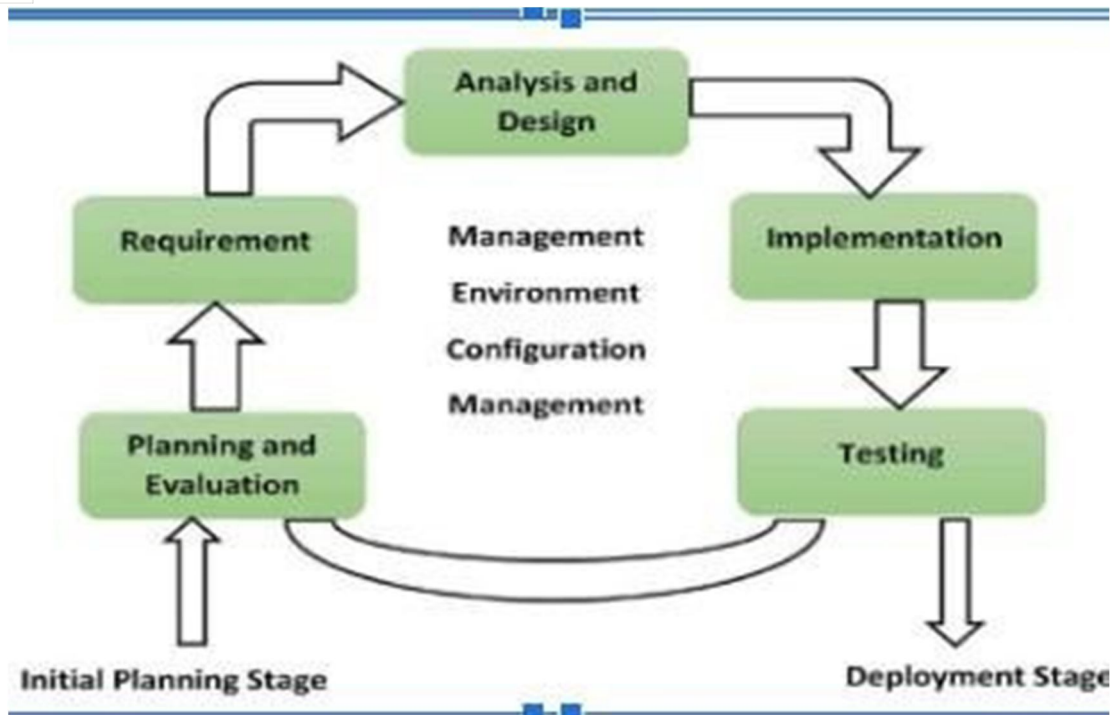 Analysis and
Design
Requirement
Implementation
Management
Environment
Configuration
Management
Planning and
Evaluation
Testing
Initial Planning Stage
Deployment Stage